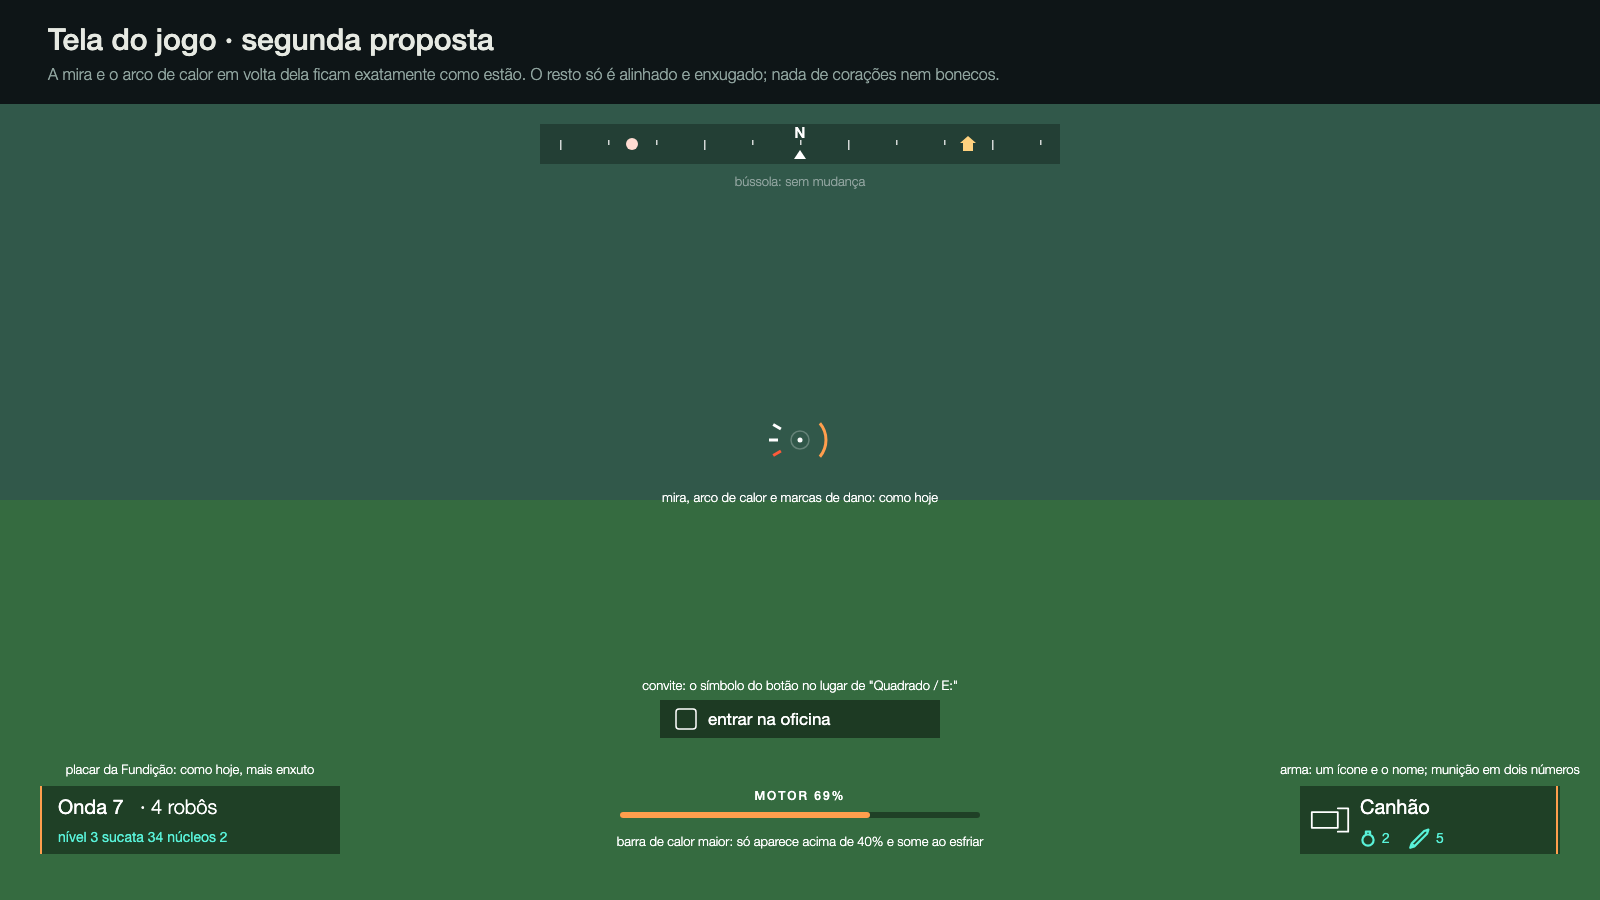 Tela do jogo · segunda proposta
A mira e o arco de calor em volta dela ficam exatamente como estão. O resto só é alinhado e enxugado; nada de corações nem bonecos.
N
bússola: sem mudança
mira, arco de calor e marcas de dano: como hoje
convite: o símbolo do botão no lugar de "Quadrado / E:"
entrar na oficina
placar da Fundição: como hoje, mais enxuto
Onda 7 · 4 robôs
nível 3 sucata 34 núcleos 2
MOTOR 69%
barra de calor maior: só aparece acima de 40% e some ao esfriar
arma: um ícone e o nome; munição em dois números
Canhão
2 5